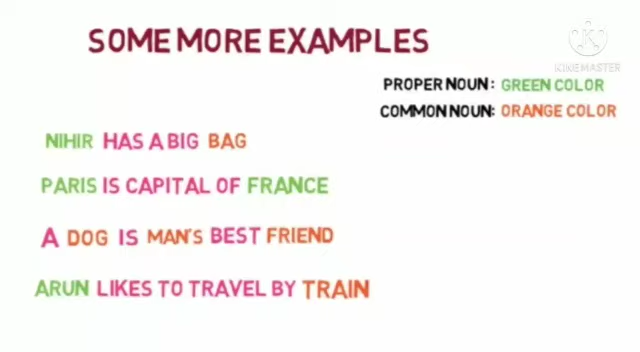 SOME MORE EXAMPLES
KINEMASTER
PROPER NOUN: GREEN COLOR
COMMON NOUN: ORANGE COLOR
NIHIR HAS A BIG BAG
PARIS IS CAPITAL OF FRANCE
A DOG IS MAN'S BEST FRIEND
ARUN LIKES TO TRAVEL BY TRAIN